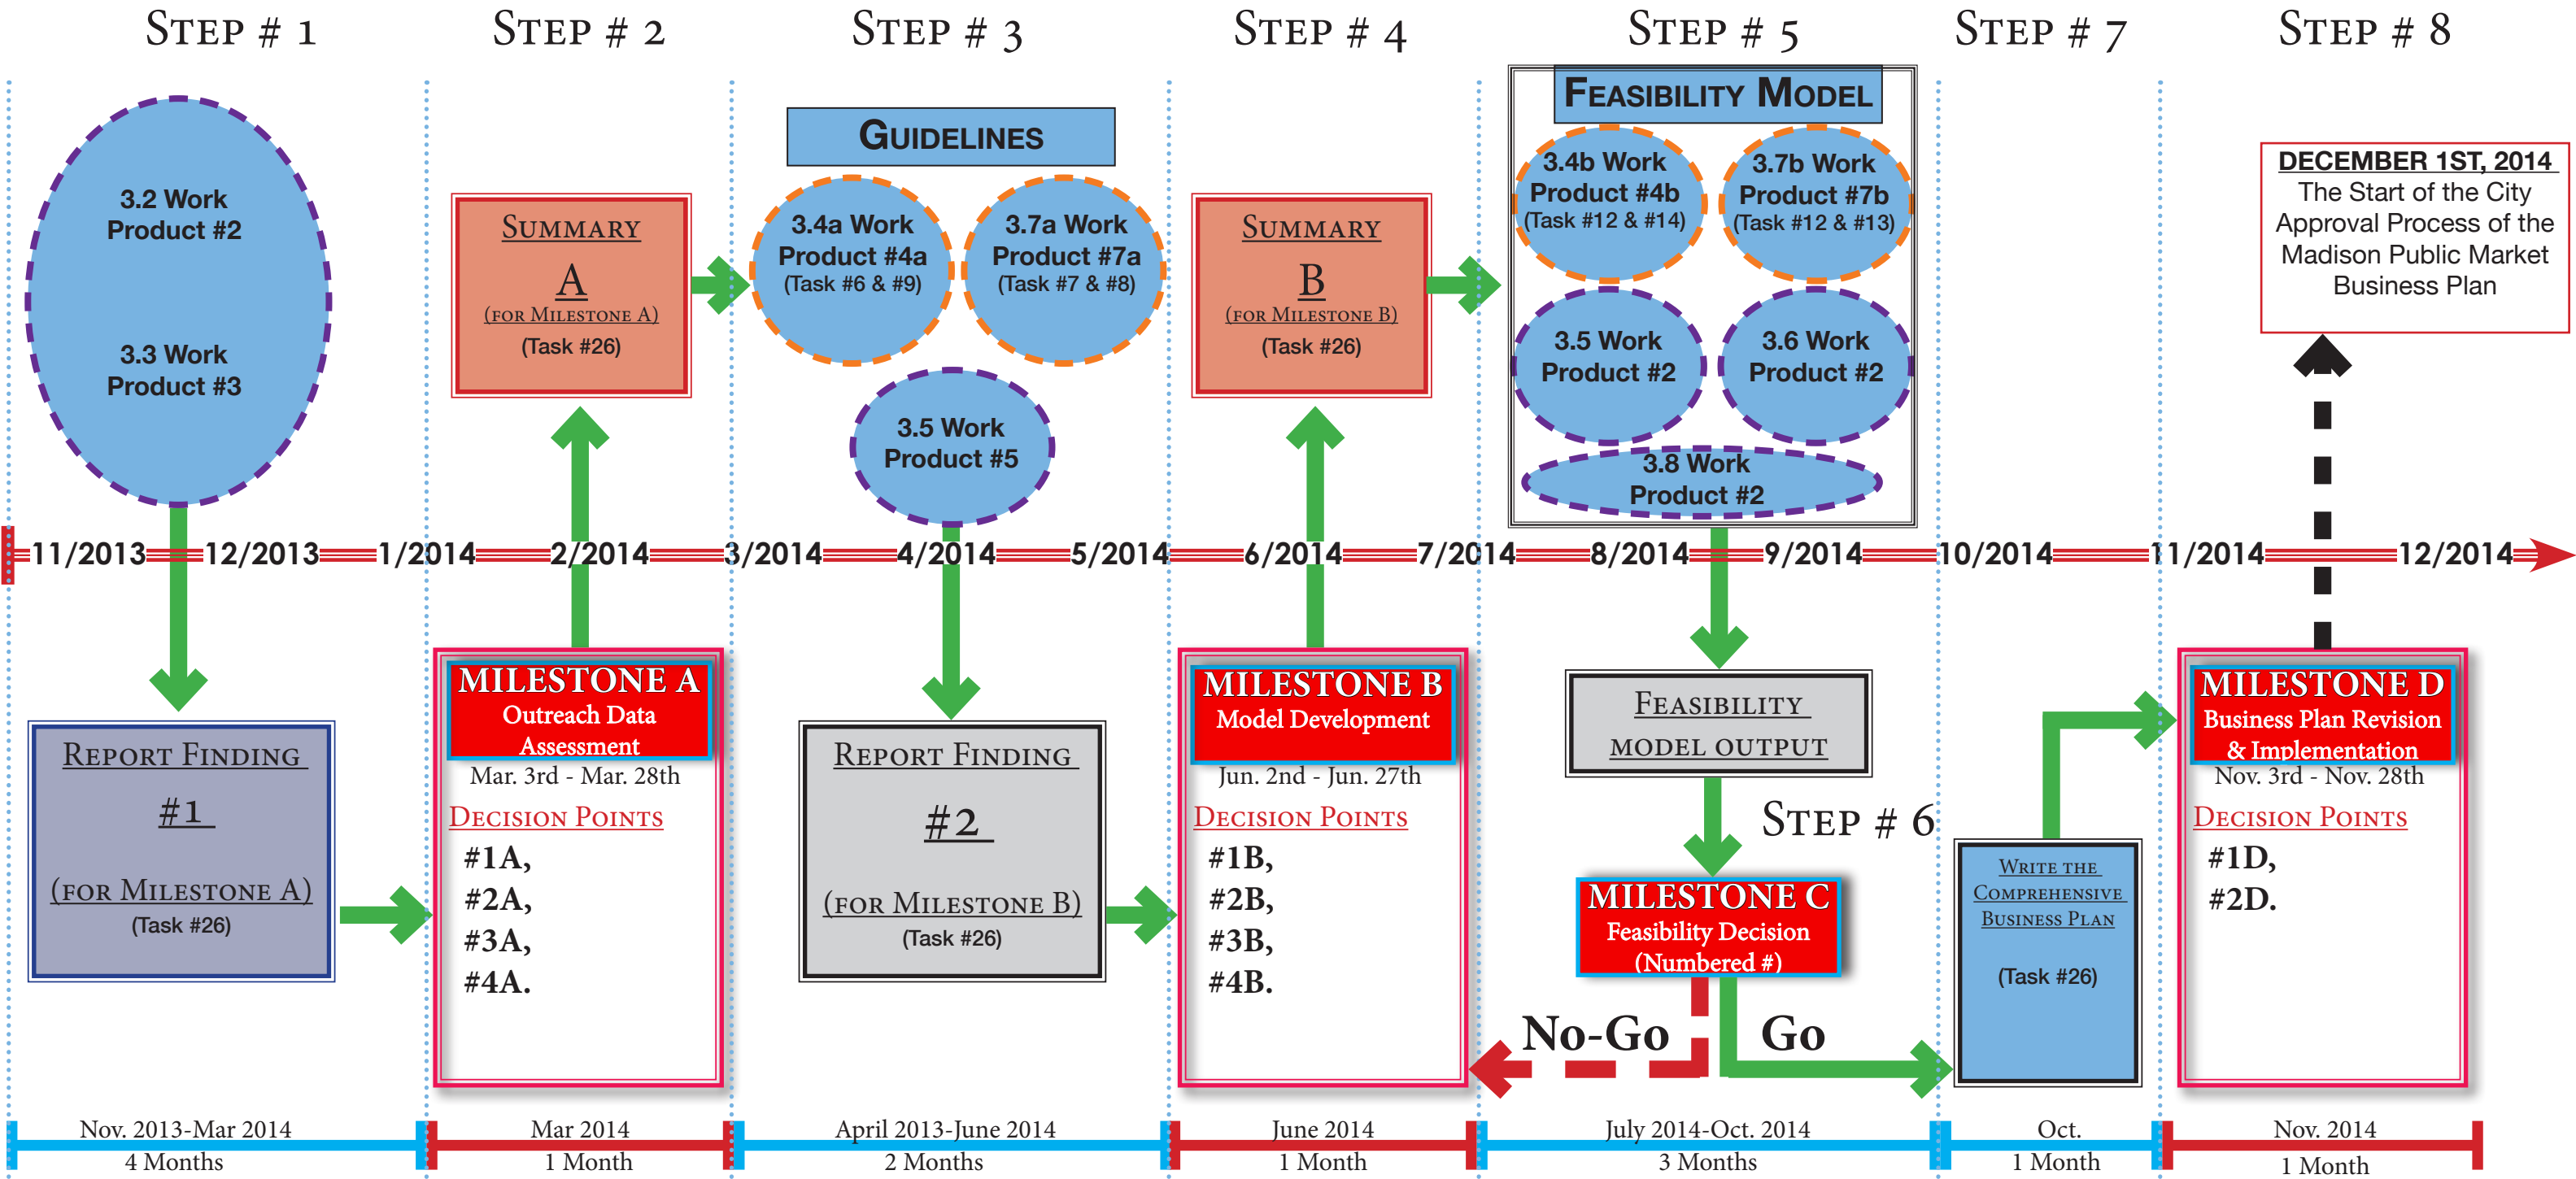 STEP # 1
STEP # 2
STEP # 3
STEP # 4
STEP # 5
STEP # 7
STEP # 8
3.2 Work
Product #2
3.3 Work
Product #3
SUMMARY
A
(FOR MILESTONE A)
(Task #26)
GUIDELINES
3.4a Work
Product #4a
(Task #6 & #9)
3.7a Work
Product #7a
(Task #7 & #8)
3.5 Work
Product #5
SUMMARY
B
(FOR MILESTONE B)
(Task #26)
FEASIBILITY MODEL
3.4b Work
Product #4b
(Task #12 & #14)
3.7b Work
Product #7b
(Task #12 & #13)
3.5 Work
Product #2
3.6 Work
Product #2
3.8 Work
Product #2
DECEMBER 1ST, 2014
The Start of the City
Approval Process of the
Madison Public Market
Business Plan
11/2013
12/2013
1/2014
2/2014
3/2014
4/2014
5/2014
6/2014
7/2014
8/2014
9/2014
10/2014
11/2014
12/2014
REPORT FINDING
#1
(FOR MILESTONE A)
(Task #26)
MILESTONE A
Outreach Data
Assessment
Mar. 3rd - Mar. 28th
DECISION POINTS
#1A,
#2A,
#3A,
#4A.
REPORT FINDING
#2
(FOR MILESTONE B)
(Task #26)
MILESTONE B
Model Development
Jun. 2nd - Jun. 27th
DECISION POINTS
#1B,
#2B,
#3B,
#4B.
FEASIBILITY
MODEL OUTPUT
STEP # 6
MILESTONE C
Feasibility Decision
(Numbered #)
No-Go
Go
WRITE THE
COMPREHENSIVE
BUSINESS PLAN
(Task #26)
MILESTONE D
Business Plan Revision
& Implementation
Nov. 3rd - Nov. 28th
DECISION POINTS
#1D,
#2D.
Nov. 2013-Mar 2014
4 Months
Mar 2014
1 Month
April 2013-June 2014
2 Months
June 2014
1 Month
July 2014-Oct. 2014
3 Months
Oct.
1 Month
Nov. 2014
1 Month